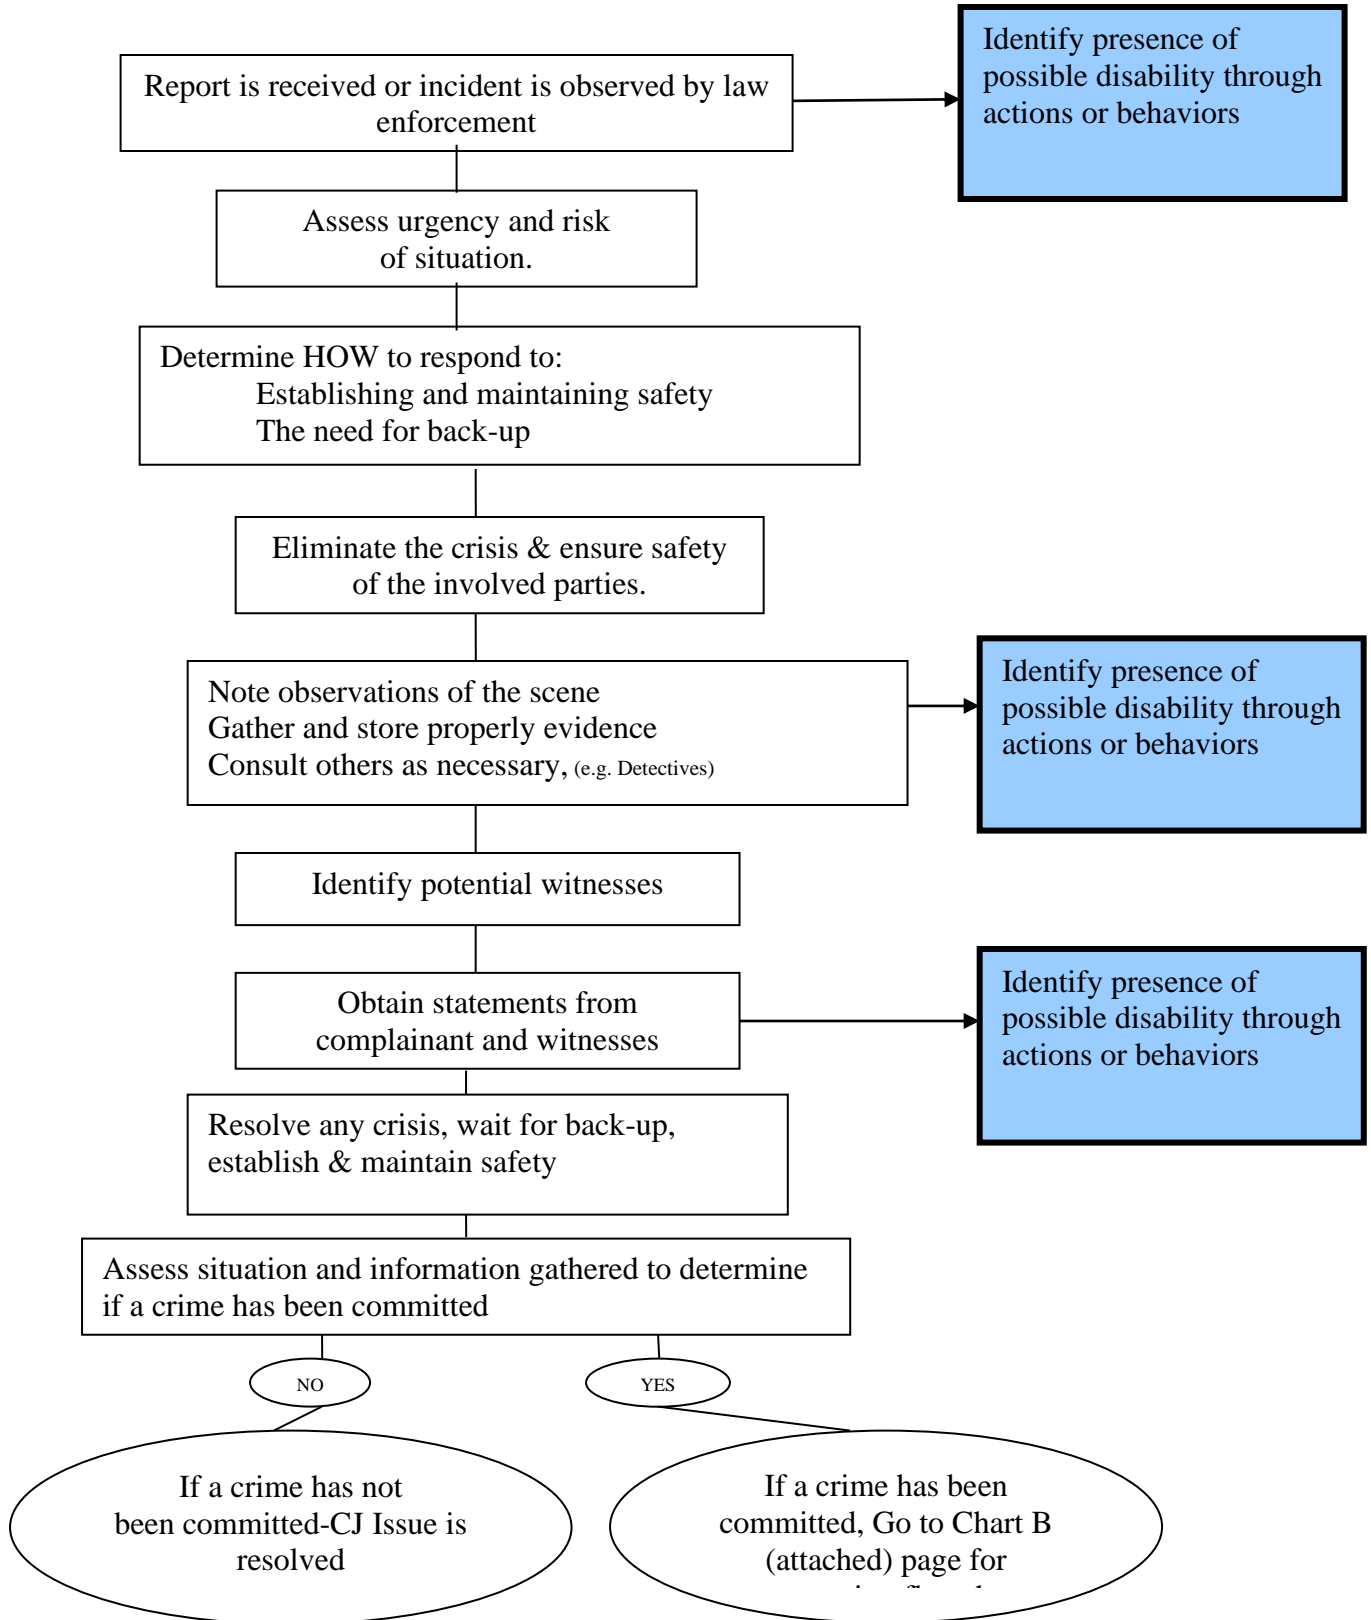 Identify presence of
possible disability through
actions or behaviors
Report is received or incident is observed by law
enforcement
Assess urgency and risk
of situation.
Determine HOW to respond to:
Establishing and maintaining safety
The need for back-up
Eliminate the crisis & ensure safety
of the involved parties.
Note observations of the scene
Gather and store properly evidence
Consult others as necessary, (e.g. Detectives)
Identify presence of
possible disability through
actions or behaviors
Identify potential witnesses
Obtain statements from
complainant and witnesses
Identify presence of
possible disability through
actions or behaviors
Resolve any crisis, wait for back-up,
establish & maintain safety
Assess situation and information gathered to determine
if a crime has been committed
NO
YES
If a crime has not
been committed-CJ Issue is
resolved
If a crime has been
committed, Go to Chart B
(attached) page for